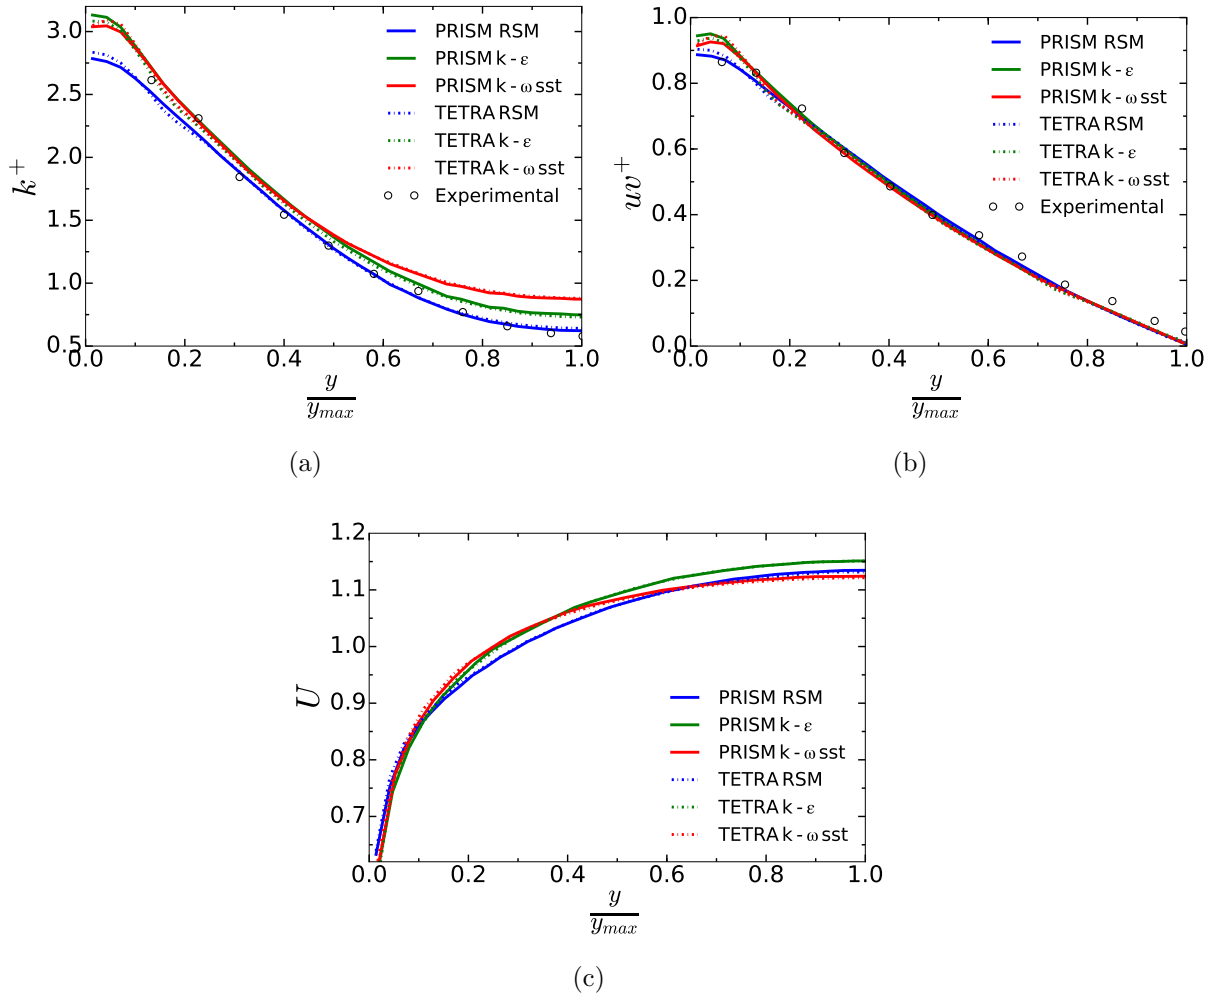 3.0
2.5
2.0
1.5
1.0
0.5
k+
PRISM RSM
PRISM k - ε
PRISM k - ω sst
TETRA RSM
TETRA k - ε
TETRA k - ω sst
Experimental
0.0 0.2 0.4 0.6 0.8 1.0
y
ymax
(a)
1.0
0.8
0.6
0.4
0.2
0.0
uv+
PRISM RSM
PRISM k - ε
PRISM k - ω sst
TETRA RSM
TETRA k - ε
TETRA k - ω sst
Experimental
0.0 0.2 0.4 0.6 0.8 1.0
y
ymax
(b)
1.2
1.1
1.0
0.9
0.8
0.7
U
PRISM RSM
PRISM k - ε
PRISM k - ω sst
TETRA RSM
TETRA k - ε
TETRA k - ω sst
0.0 0.2 0.4 0.6 0.8 1.0
y
ymax
(c)